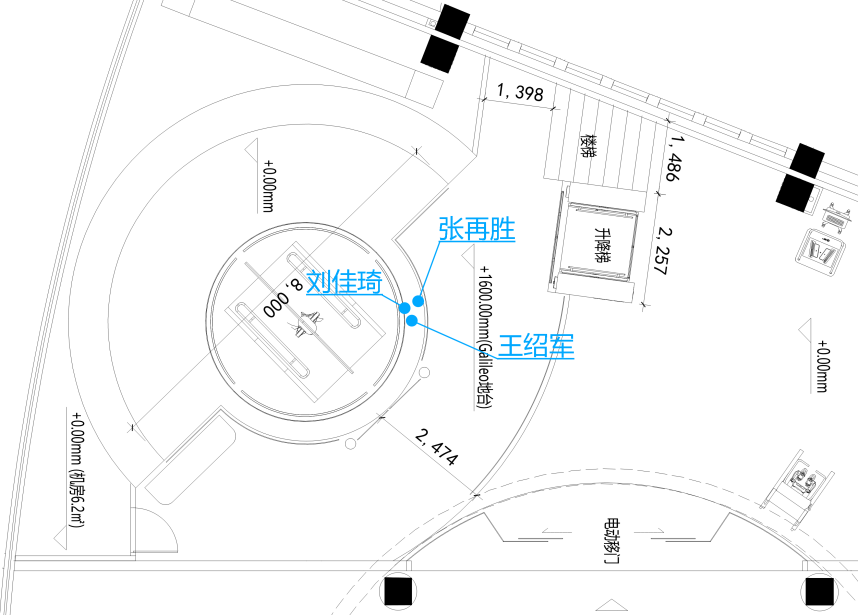 1, 398
楼梯
1, 486
+0.00mm
张再胜
升降梯
2, 257
8, 000
刘佳琦
+1600.00mm(Galileo地台)
王绍军
+0.00mm
+0.00mm (机房6.2㎡)
2, 474
电动移门